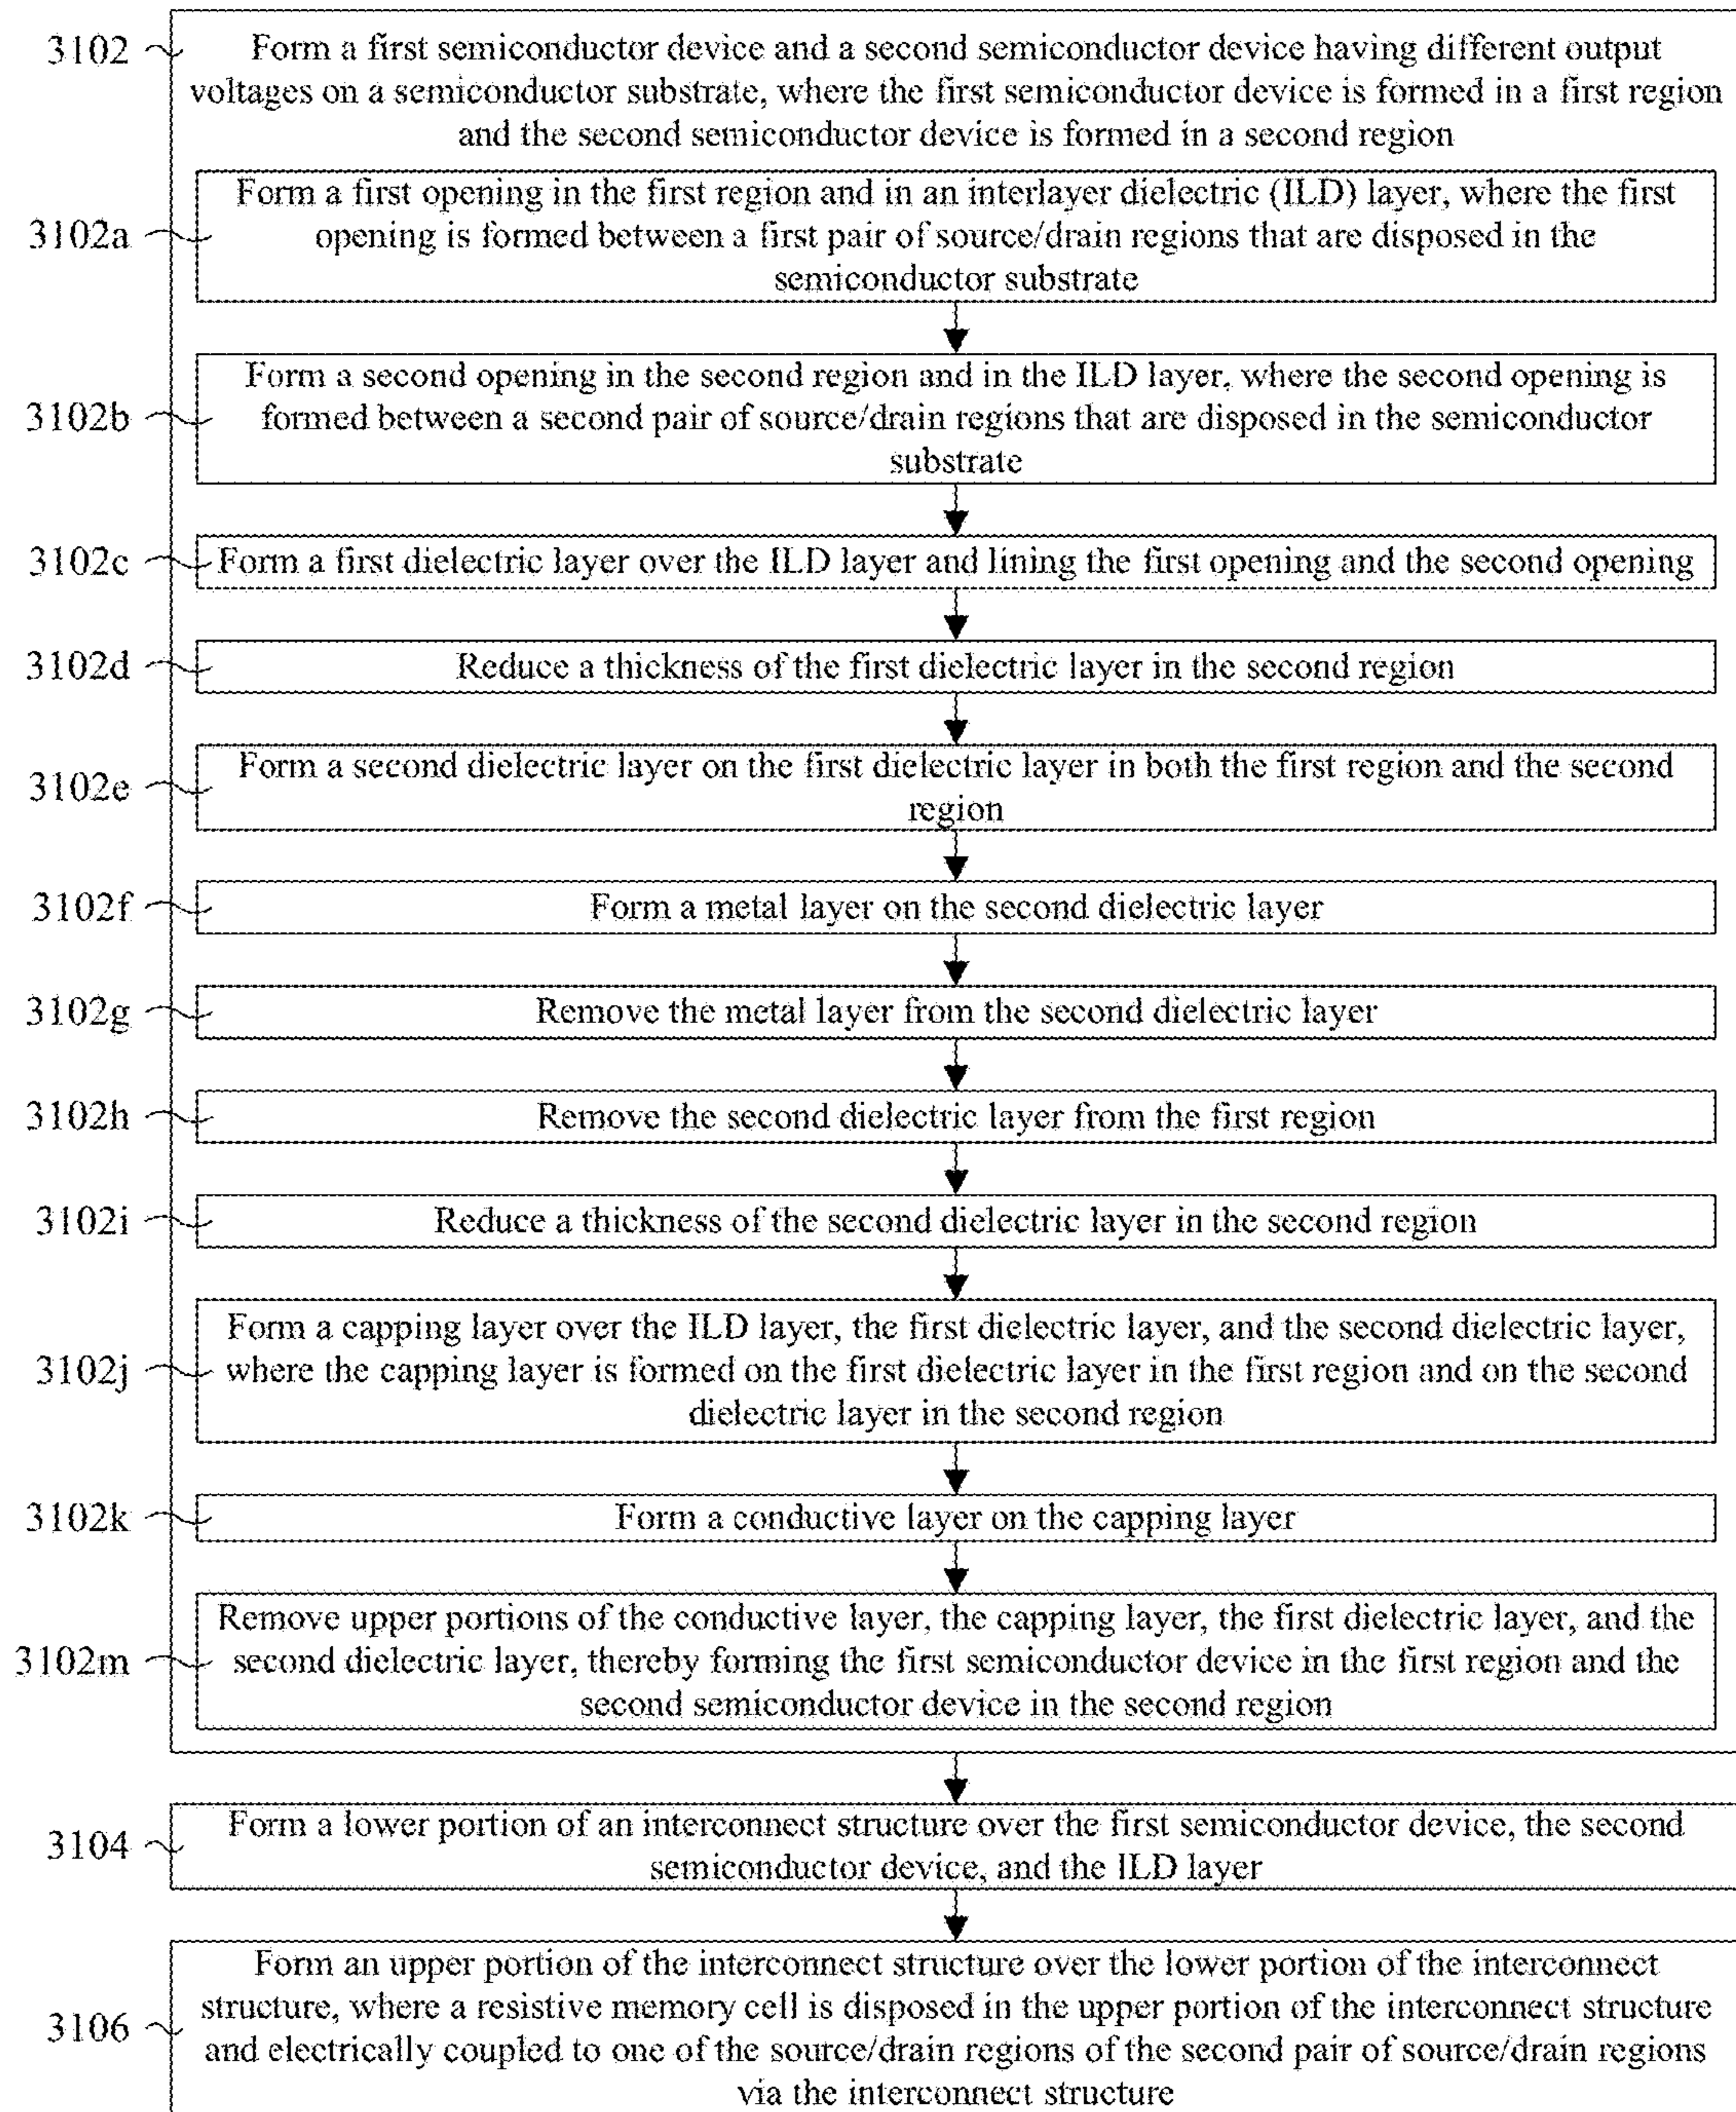 3102
Form a first semiconductor device and a second semiconductor device having different output
voltages on a semiconductor substrate, where the first semiconductor device is formed in a first region
and the second semiconductor device is formed in a second region
3102a
Form a first opening in the first region and in an interlayer dielectric (ILD) layer, where the first
opening is formed between a first pair of source/drain regions that are disposed in the
semiconductor substrate
3102b
Form a second opening in the second region and in the ILD layer, where the second opening is
formed between a second pair of source/drain regions that are disposed in the semiconductor
substrate
3102c
Form a first dielectric layer over the ILD layer and lining the first opening and the second opening
3102d
Reduce a thickness of the first dielectric layer in the second region
3102e
Form a second dielectric layer on the first dielectric layer in both the first region and the second
region
3102f
Form a metal layer on the second dielectric layer
3102g
Remove the metal layer from the second dielectric layer
3102h
Remove the second dielectric layer from the first region
3102i
Reduce a thickness of the second dielectric layer in the second region
3102j
Form a capping layer over the ILD layer, the first dielectric layer, and the second dielectric layer,
where the capping layer is formed on the first dielectric layer in the first region and on the second
dielectric layer in the second region
3102k
Form a conductive layer on the capping layer
3102m
Remove upper portions of the conductive layer, the capping layer, the first dielectric layer, and the
second dielectric layer, thereby forming the first semiconductor device in the first region and the
second semiconductor device in the second region
3104
Form a lower portion of an interconnect structure over the first semiconductor device, the second
semiconductor device, and the ILD layer
3106
Form an upper portion of the interconnect structure over the lower portion of the interconnect
structure, where a resistive memory cell is disposed in the upper portion of the interconnect structure
and electrically coupled to one of the source/drain regions of the second pair of source/drain regions
via the interconnect structure